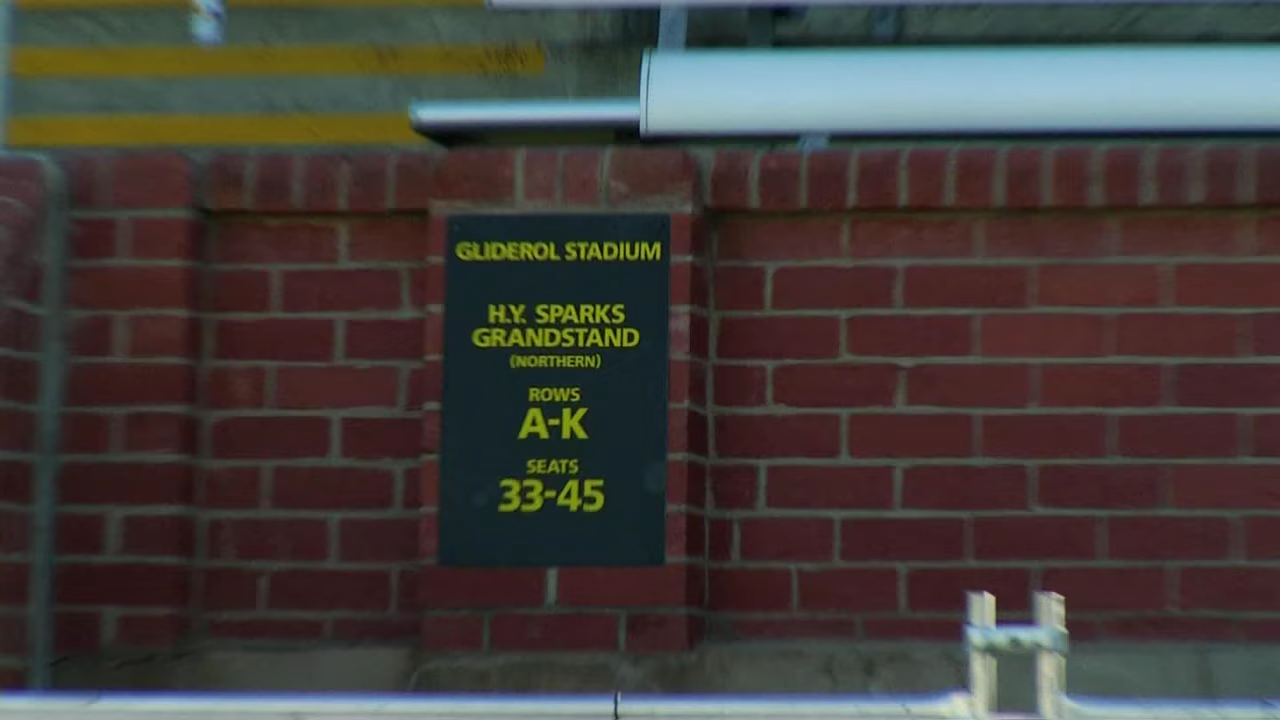 GLIDEROL STADIUM
H.Y. SPARKS
GRANDSTAND
(NORTHERN)
ROWS
A-K
SEATS
33-45